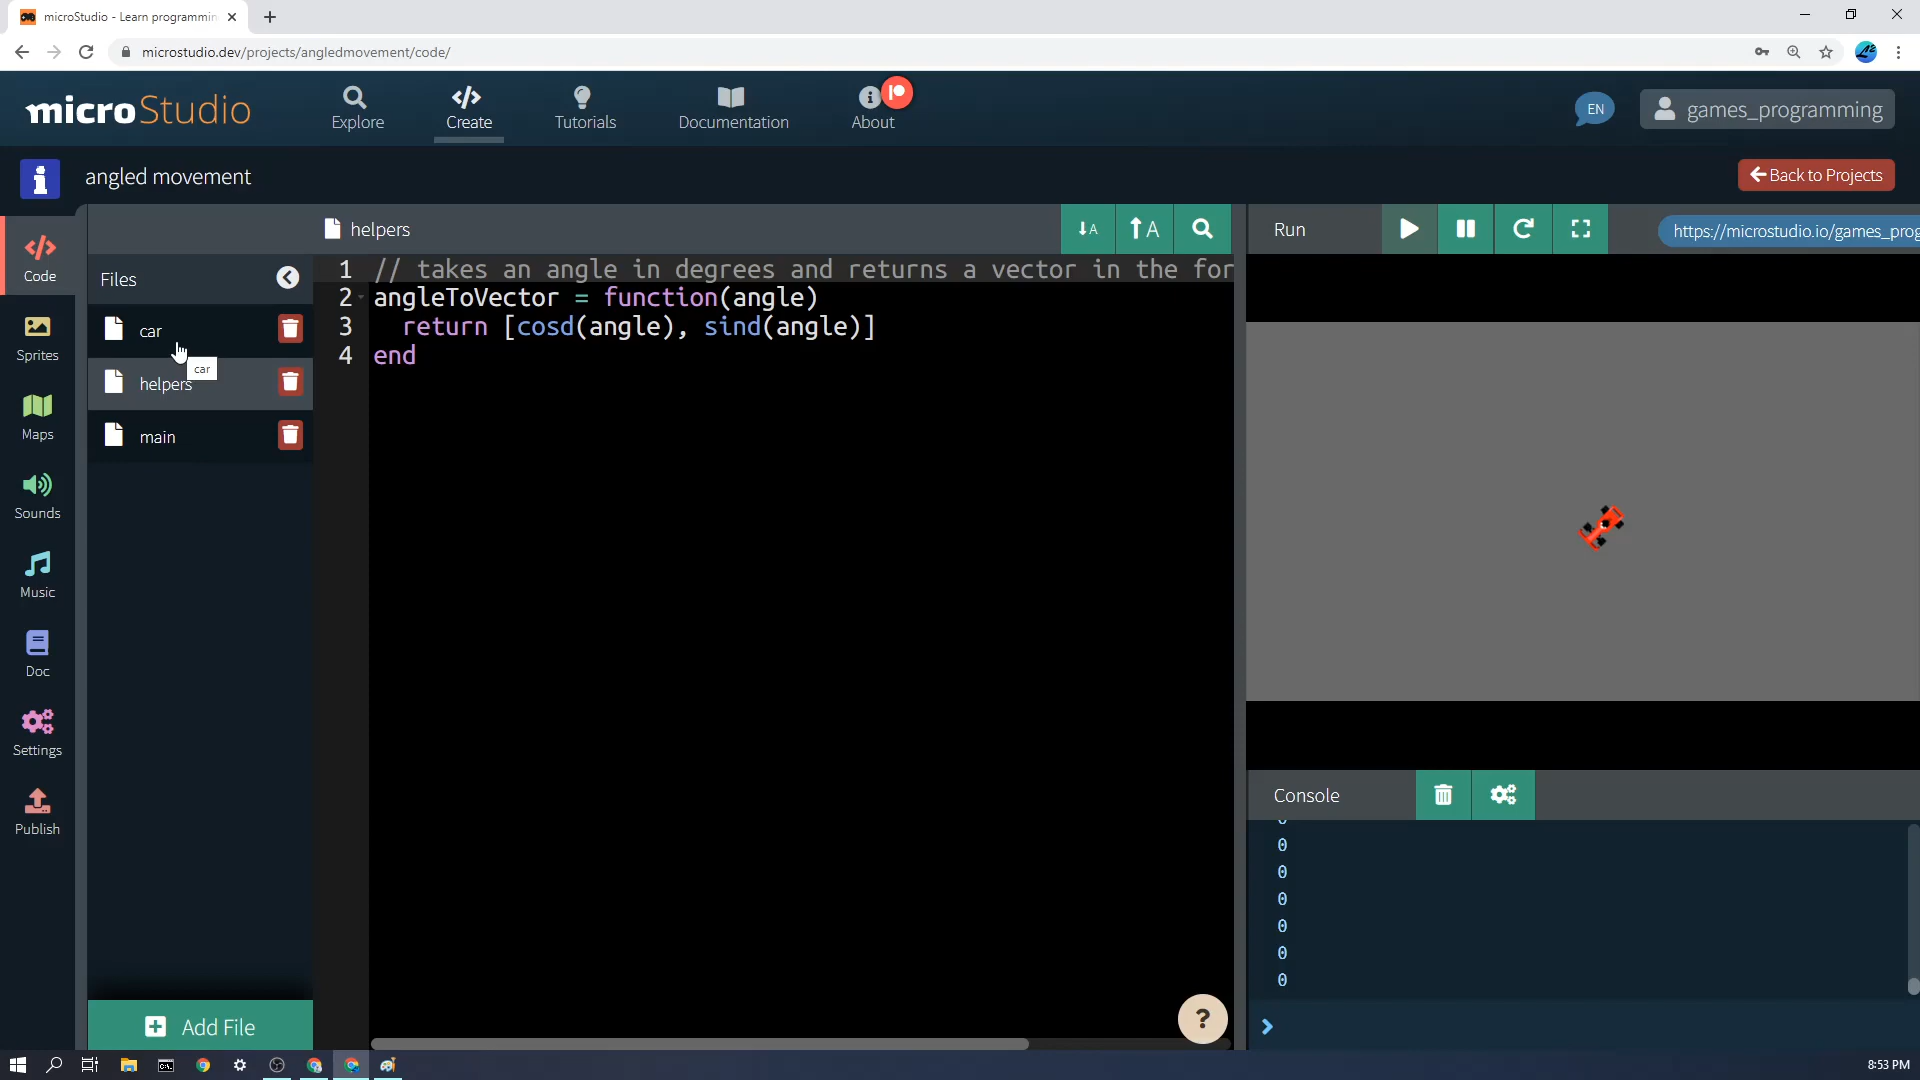 microStudio - Learn programmin
microstudio.dev/projects/angledmovement/code/
microStudio
Explore
Create
Tutorials
Documentation
About
EN
games_programming
angled movement
Back to Projects
Code
Sprites
Maps
Sounds
Music
Doc
Settings
Publish
Files
car
car
helpers
main
Add File
helpers
↓A
↑A
1 // takes an angle in degrees and returns a vector in the for
2 angleToVector = function(angle)
3 return [cosd(angle), sind(angle)]
4 end
?
Run
https://microstudio.io/games_prog
Console
0
0
0
0
0
0
8:53 PM